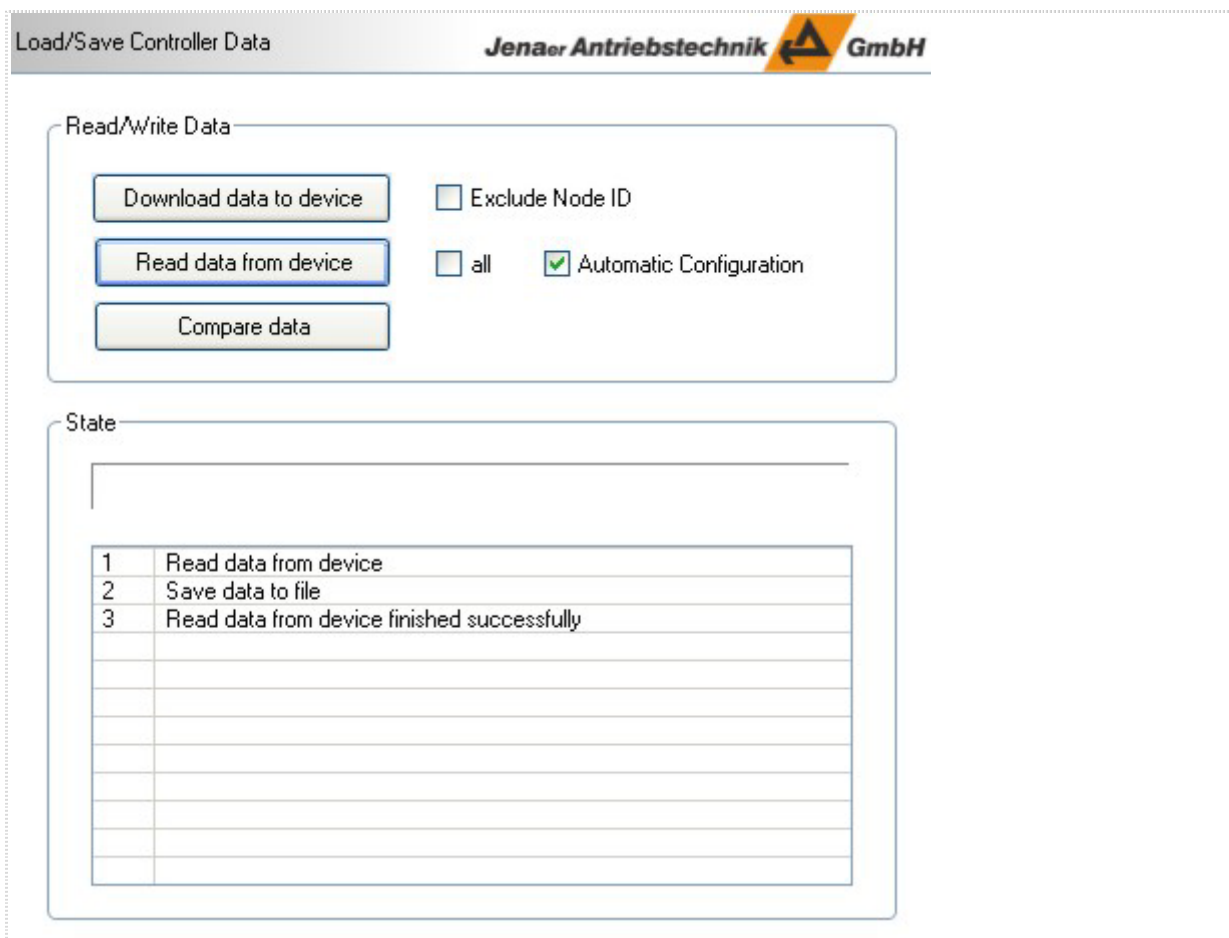 Load/Save Controller Data Jenaer Antriebstechnik GmbH
Read/Write Data
Download data to device Exclude Node ID
Read data from device all Automatic Configuration
Compare data
State
1 Read data from device
2 Save data to file
3 Read data from device finished successfully